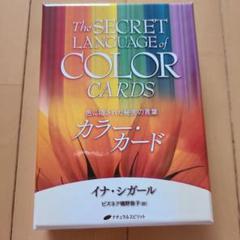 The SECRET
LANGUAGE of
COLOR
CARDS
色に隠された秘密の言葉
カラー・
カード
イナ・シガール
ビズネア磯野敦子 訳
ナチュラルスピリット